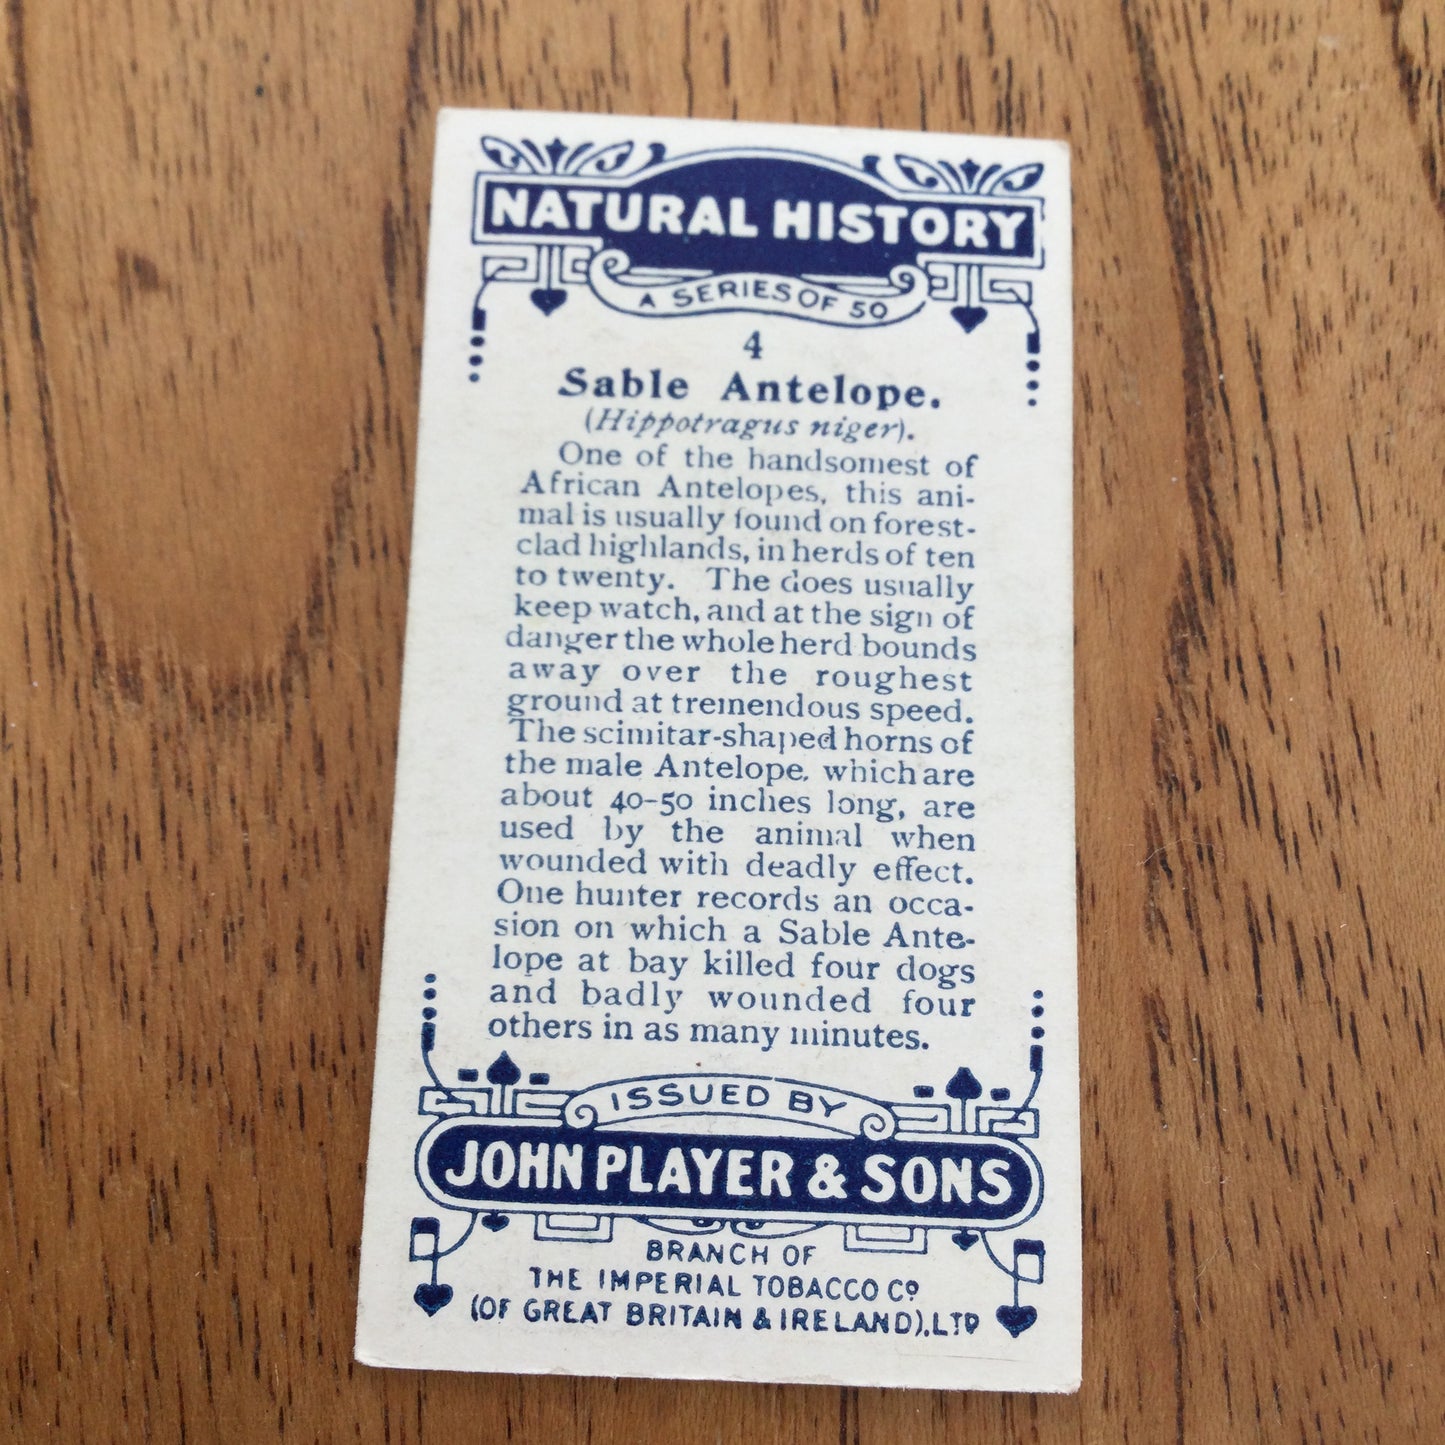 NATURAL HISTORY
A SERIES OF 50
4
Sable Antelope.
(Hippotragus niger).
One of the handsomest of
African Antelopes, this ani-
mal is usually found on forest-
clad highlands, in herds of ten
to twenty. The does usually
keep watch, and at the sign of
danger the whole herd bounds
away over the roughest
ground at tremendous speed.
The scimitar-shaped horns of
the male Antelope, which are
about 40-50 inches long, are
used by the animal when
wounded with deadly effect.
One hunter records an occa-
sion on which a Sable Ante-
lope at bay killed four dogs
and badly wounded four
others in as many minutes.
ISSUED BY
JOHN PLAYER & SONS
BRANCH OF
THE IMPERIAL TOBACCO Cº
(OF GREAT BRITAIN & IRELAND), LTD